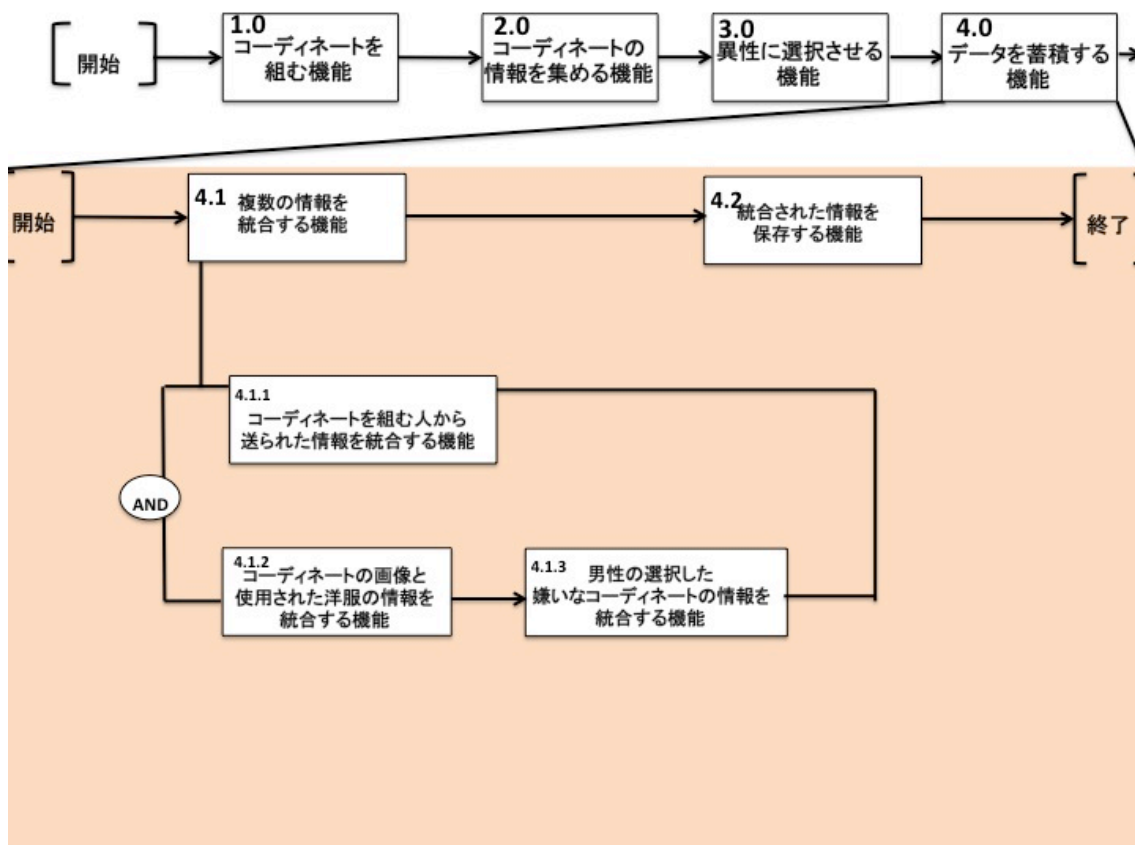 開始
1.0
コーディネートを
組む機能
2.0
コーディネートの
情報を集める機能
3.0
異性に選択させる
機能
4.0
データを蓄積する
機能
開始
4.1 複数の情報を
統合する機能
4.2 統合された情報を
保存する機能
終了
4.1.1
コーディネートを組む人から
送られた情報を統合する機能
AND
4.1.2
コーディネートの画像と
使用された洋服の情報を
統合する機能
4.1.3 男性の選択した
嫌いなコーディネートの情報を
統合する機能